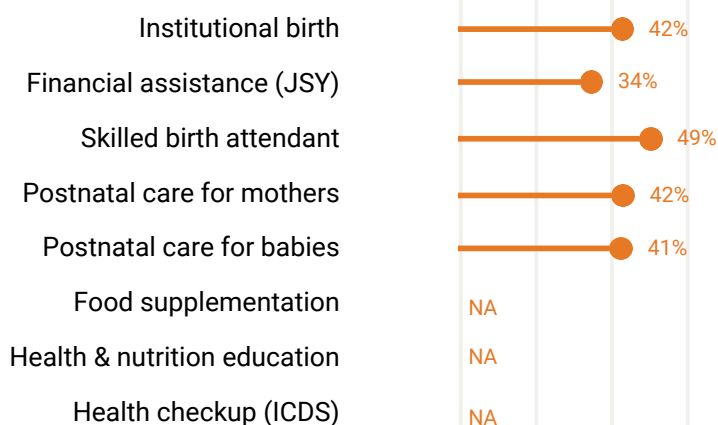 Institutional birth 42%
Financial assistance (JSY) 34%
Skilled birth attendant 49%
Postnatal care for mothers 42%
Postnatal care for babies 41%
Food supplementation NA
Health & nutrition education NA
Health checkup (ICDS) NA